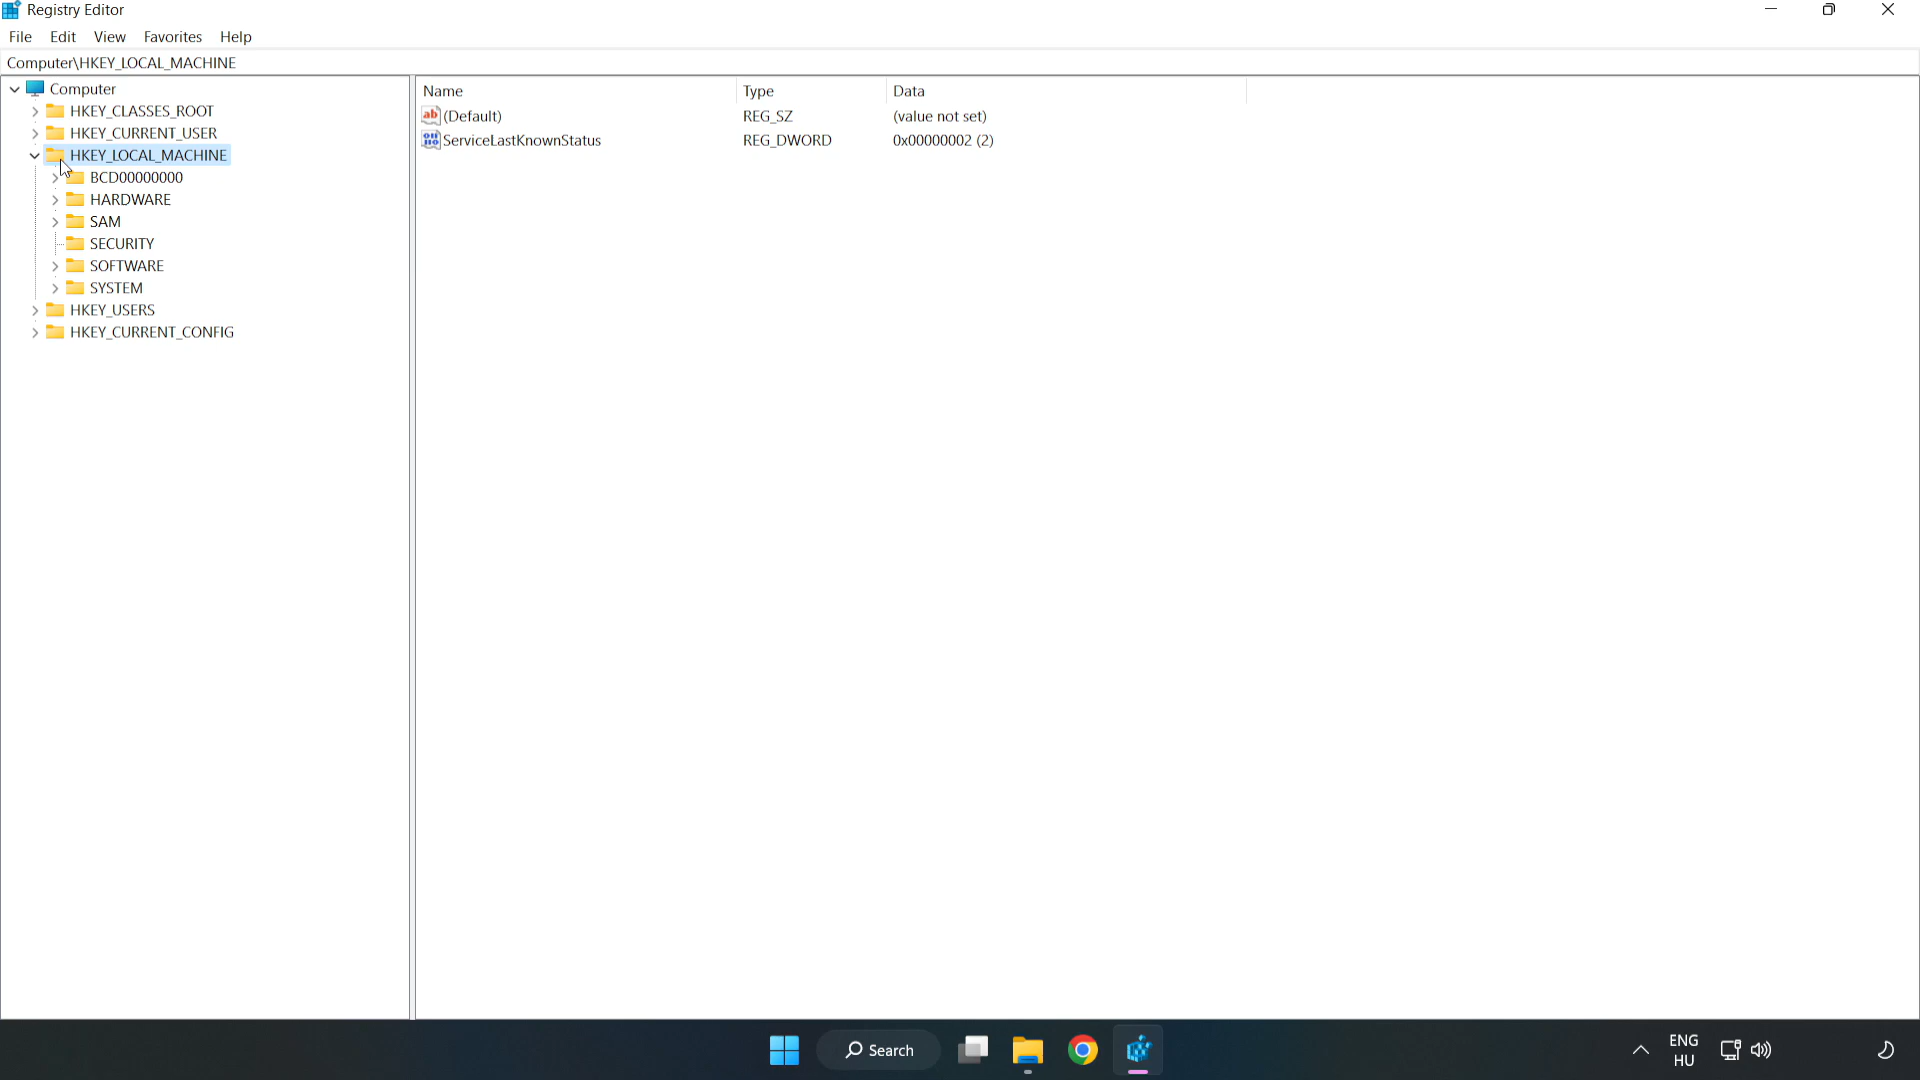 Registry Editor
File Edit View Favorites Help
Computer\HKEY_LOCAL_MACHINE
Computer
HKEY_CLASSES_ROOT
HKEY_CURRENT_USER
HKEY_LOCAL_MACHINE
BCD00000000
HARDWARE
SAM
SECURITY
SOFTWARE
SYSTEM
HKEY_USERS
HKEY_CURRENT_CONFIG
Name Type Data
(Default) REG_SZ (value not set)
ServiceLastKnownStatus REG_DWORD 0x00000002 (2)
Search
ENG
HU